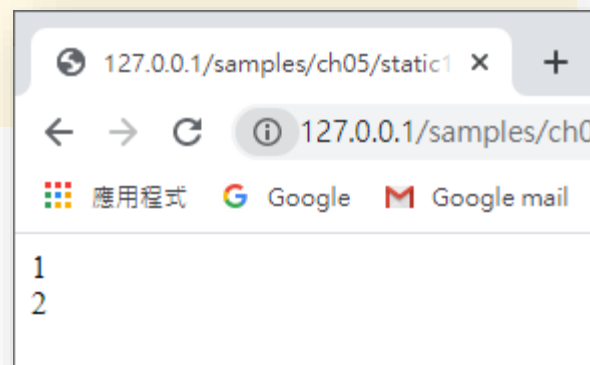 127.0.0.1/samples/ch05/static1
127.0.0.1/samples/ch0
應用程式 Google Google mail
1
2